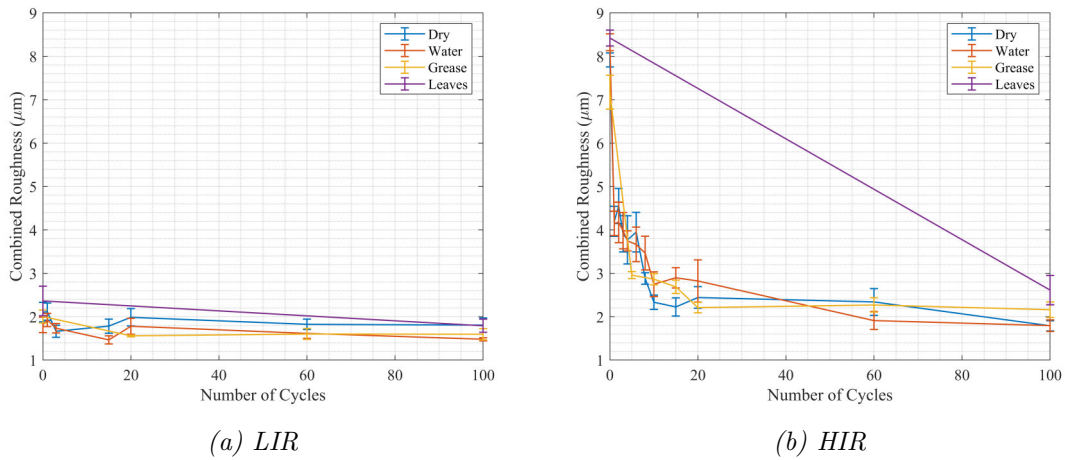 9
8
7
6
5
4
3
2
1
0 20 40 60 80 100
Combined Roughness (μm)
Number of Cycles
Dry
Water
Grease
Leaves
(a) LIR
9
8
7
6
5
4
3
2
1
0 20 40 60 80 100
Combined Roughness (μm)
Number of Cycles
Dry
Water
Grease
Leaves
(b) HIR